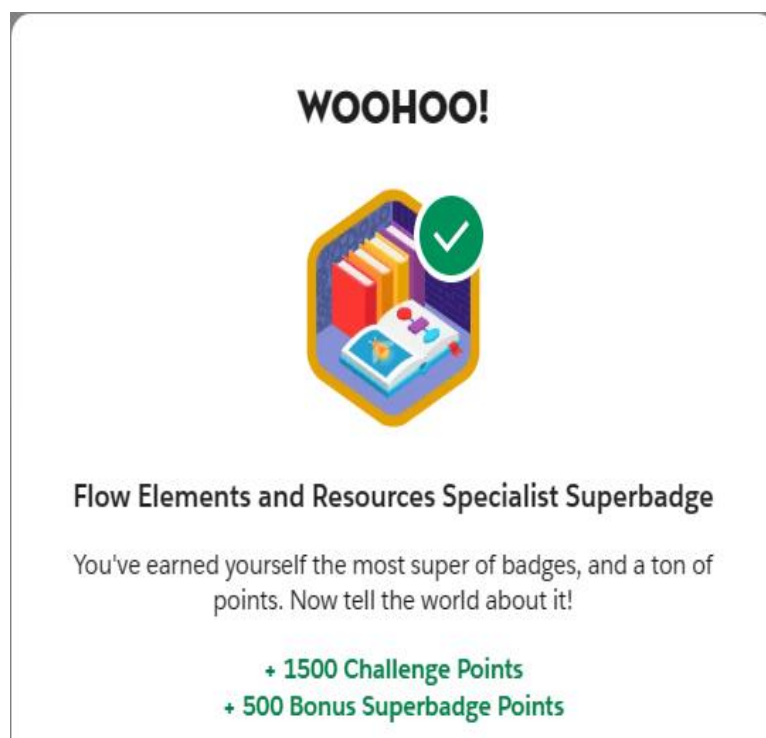 WOOHOO!
Flow Elements and Resources Specialist Superbadge
You've earned yourself the most super of badges, and a ton of
points. Now tell the world about it!
+ 1500 Challenge Points
+ 500 Bonus Superbadge Points